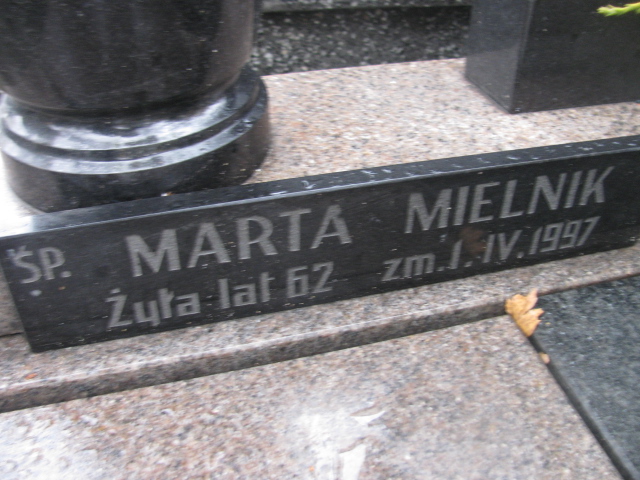 ŚP. MARTA MIELNIK
Żyła lat 62 zm. 1. IV. 1997